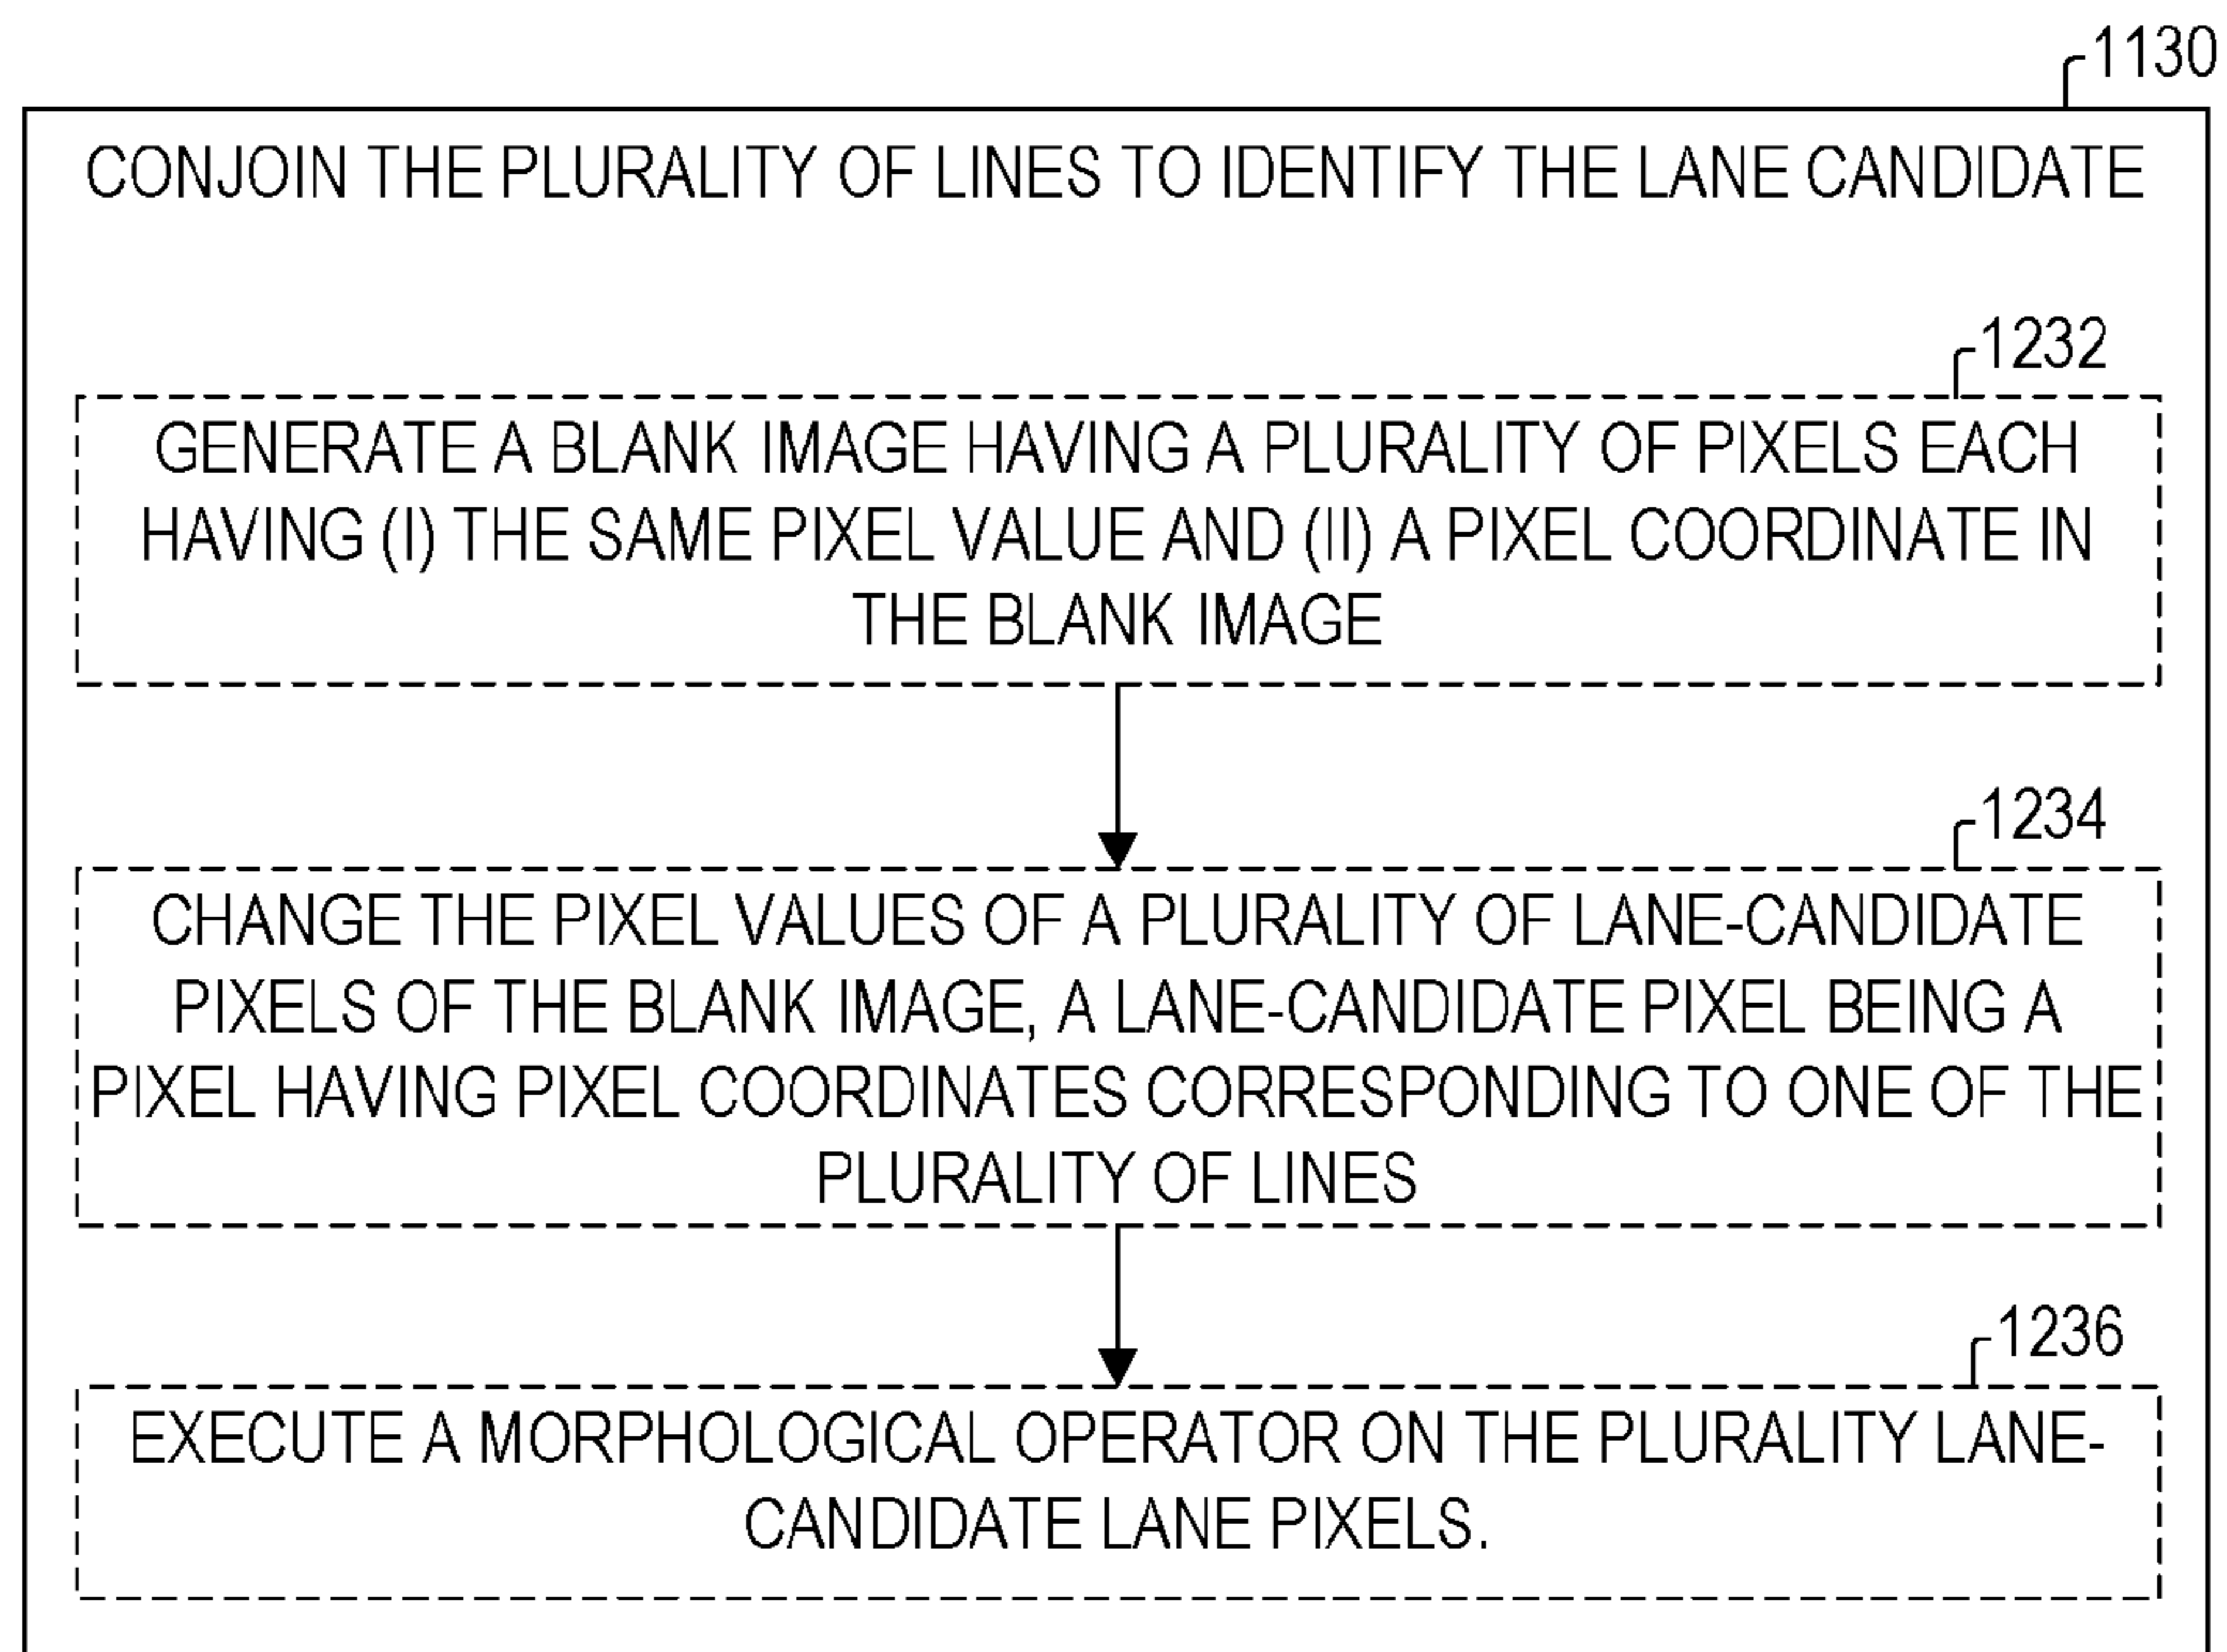 1130
CONJOIN THE PLURALITY OF LINES TO IDENTIFY THE LANE CANDIDATE
1232
GENERATE A BLANK IMAGE HAVING A PLURALITY OF PIXELS EACH
HAVING (I) THE SAME PIXEL VALUE AND (II) A PIXEL COORDINATE IN
THE BLANK IMAGE
1234
CHANGE THE PIXEL VALUES OF A PLURALITY OF LANE-CANDIDATE
PIXELS OF THE BLANK IMAGE, A LANE-CANDIDATE PIXEL BEING A
PIXEL HAVING PIXEL COORDINATES CORRESPONDING TO ONE OF THE
PLURALITY OF LINES
1236
EXECUTE A MORPHOLOGICAL OPERATOR ON THE PLURALITY LANE-
CANDIDATE LANE PIXELS.